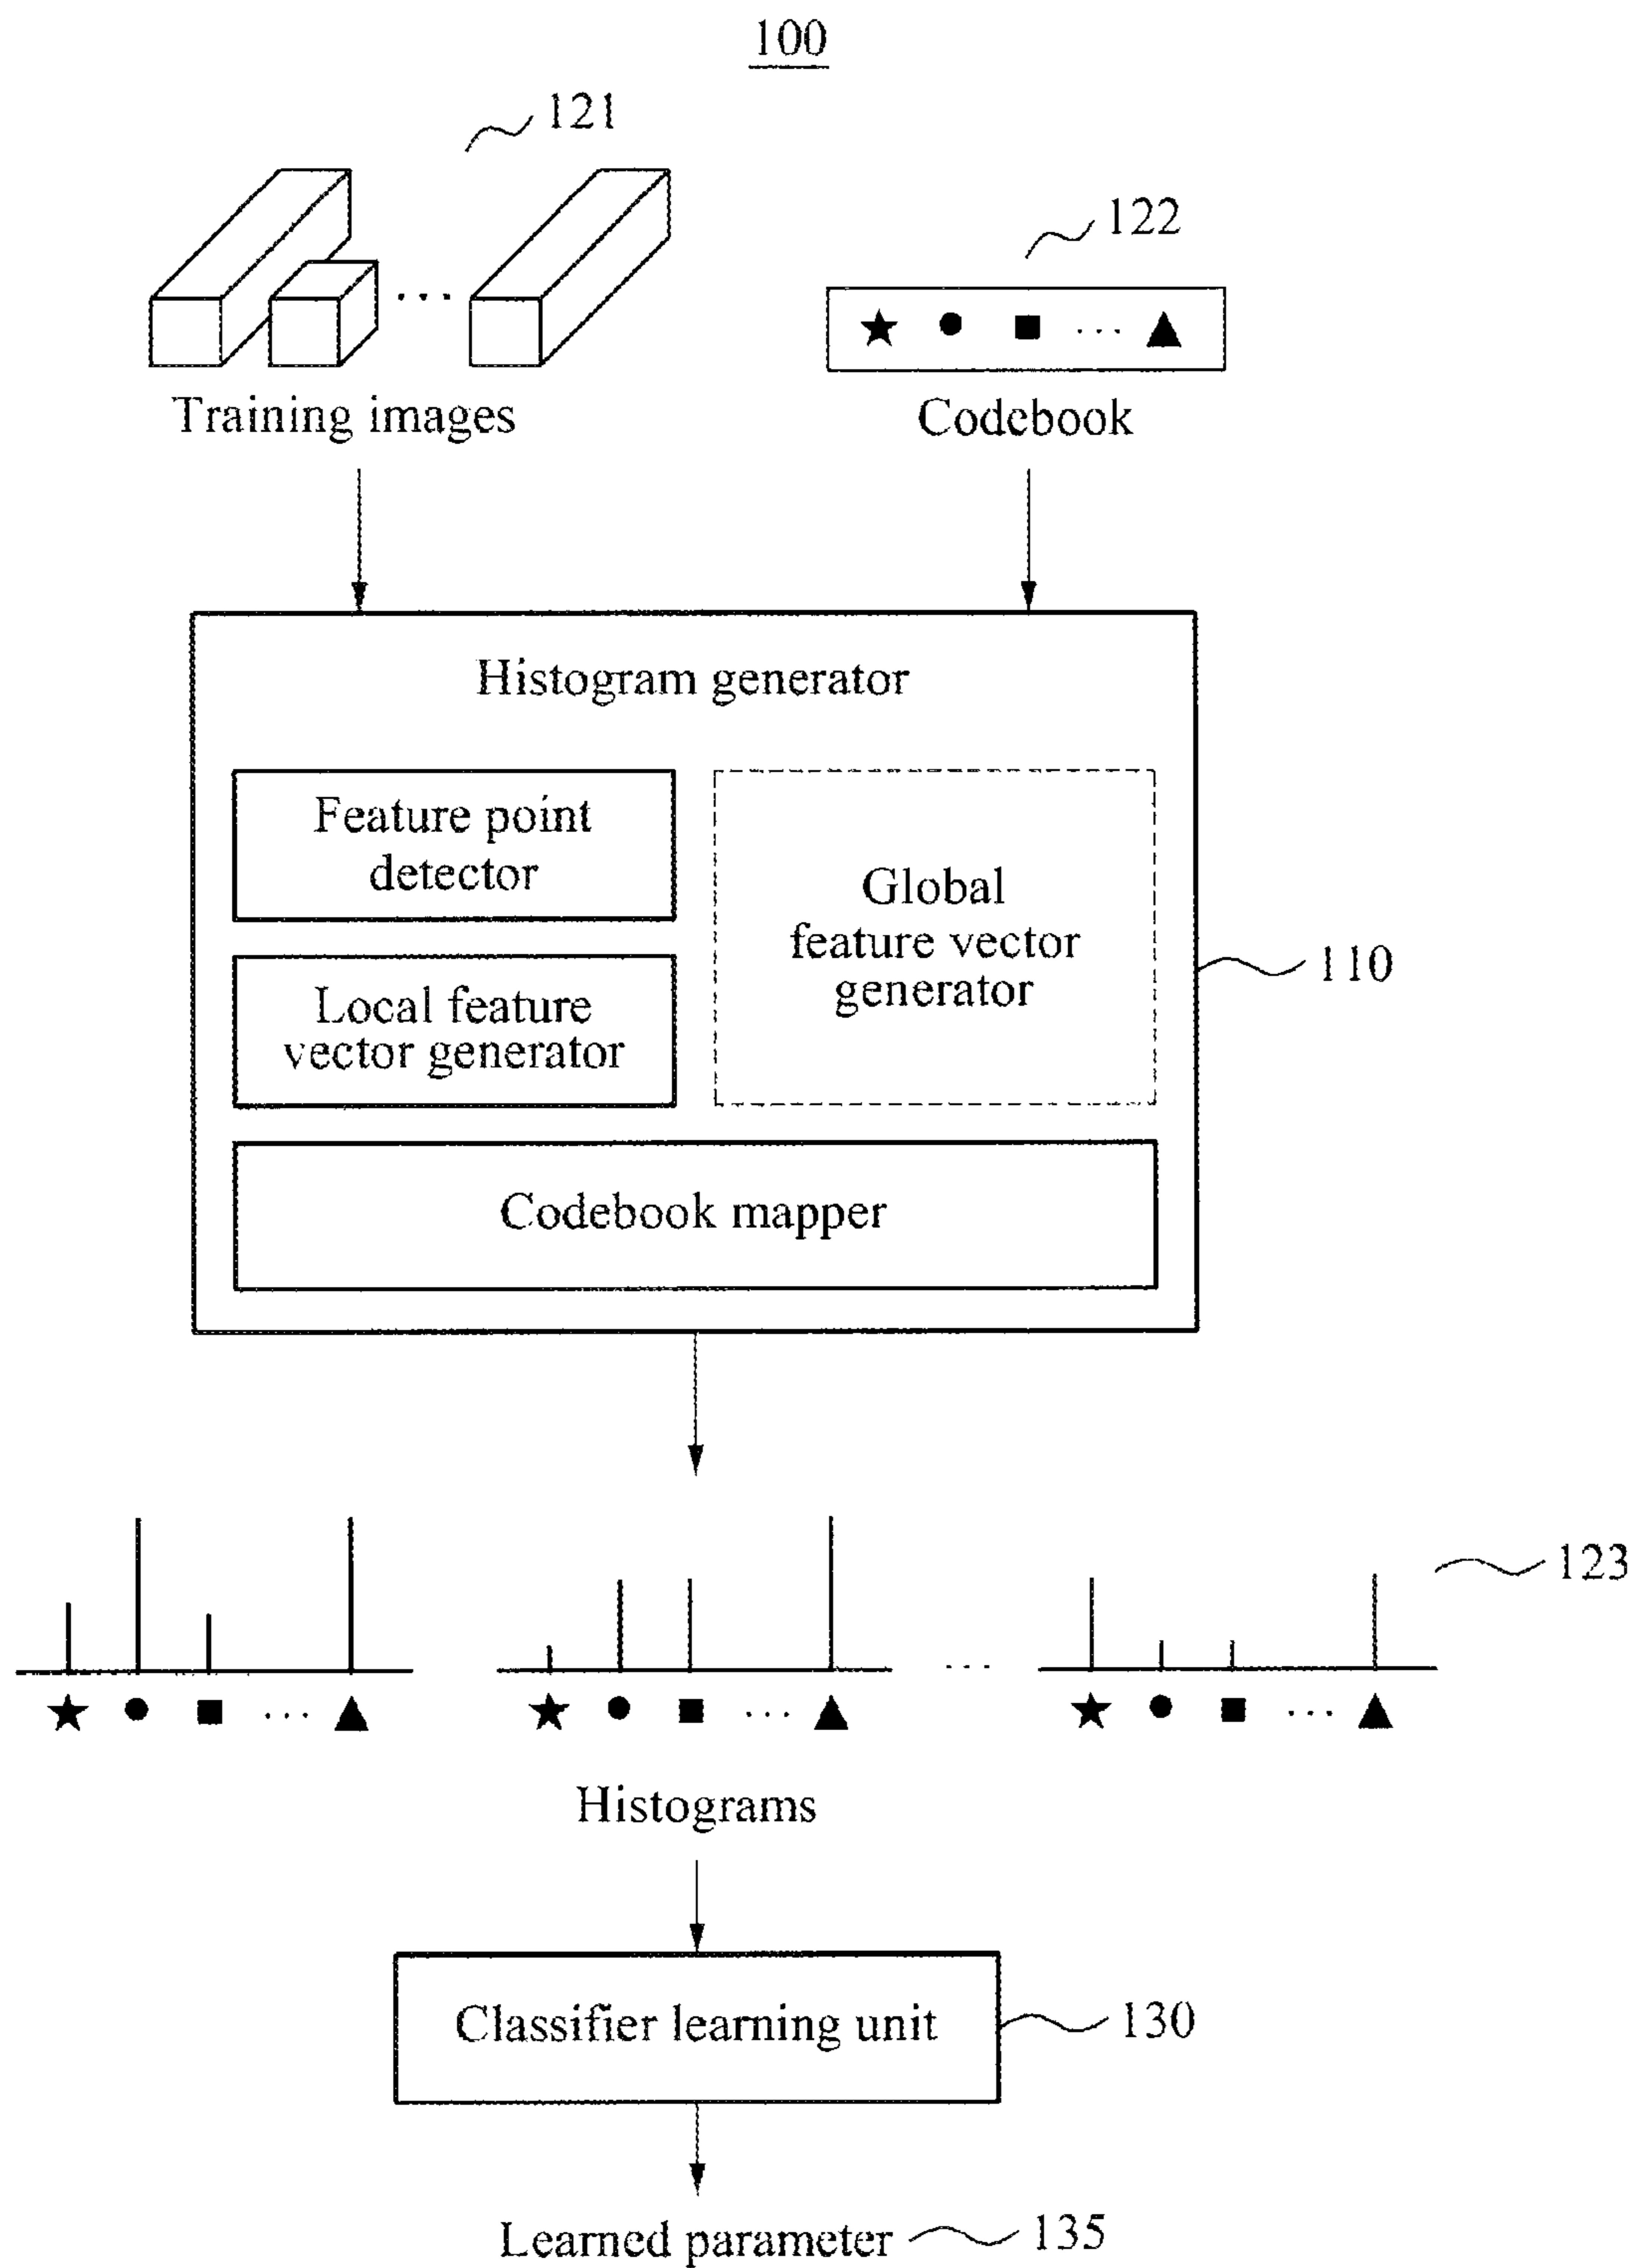 100
121
122
Training images
Codebook
Histogram generator
Feature point
detector
Global
feature vector
generator
Local feature
vector generator
110
Codebook mapper
123
Histograms
Classifier learning unit
130
Learned parameter
135